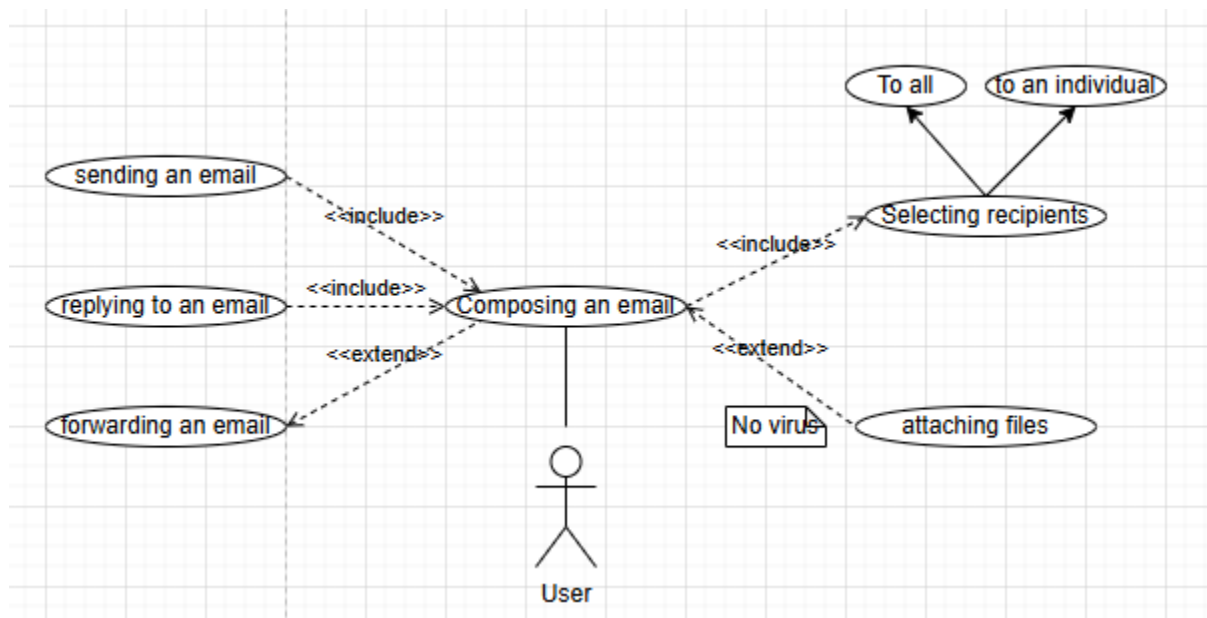 To all
to an individual
sending an email
<<include>>
Selecting recipients
<<include>>
replying to an email
<<include>>
Composing an email
<<extend>>
<<extend>>
forwarding an email
No virus
attaching files
User